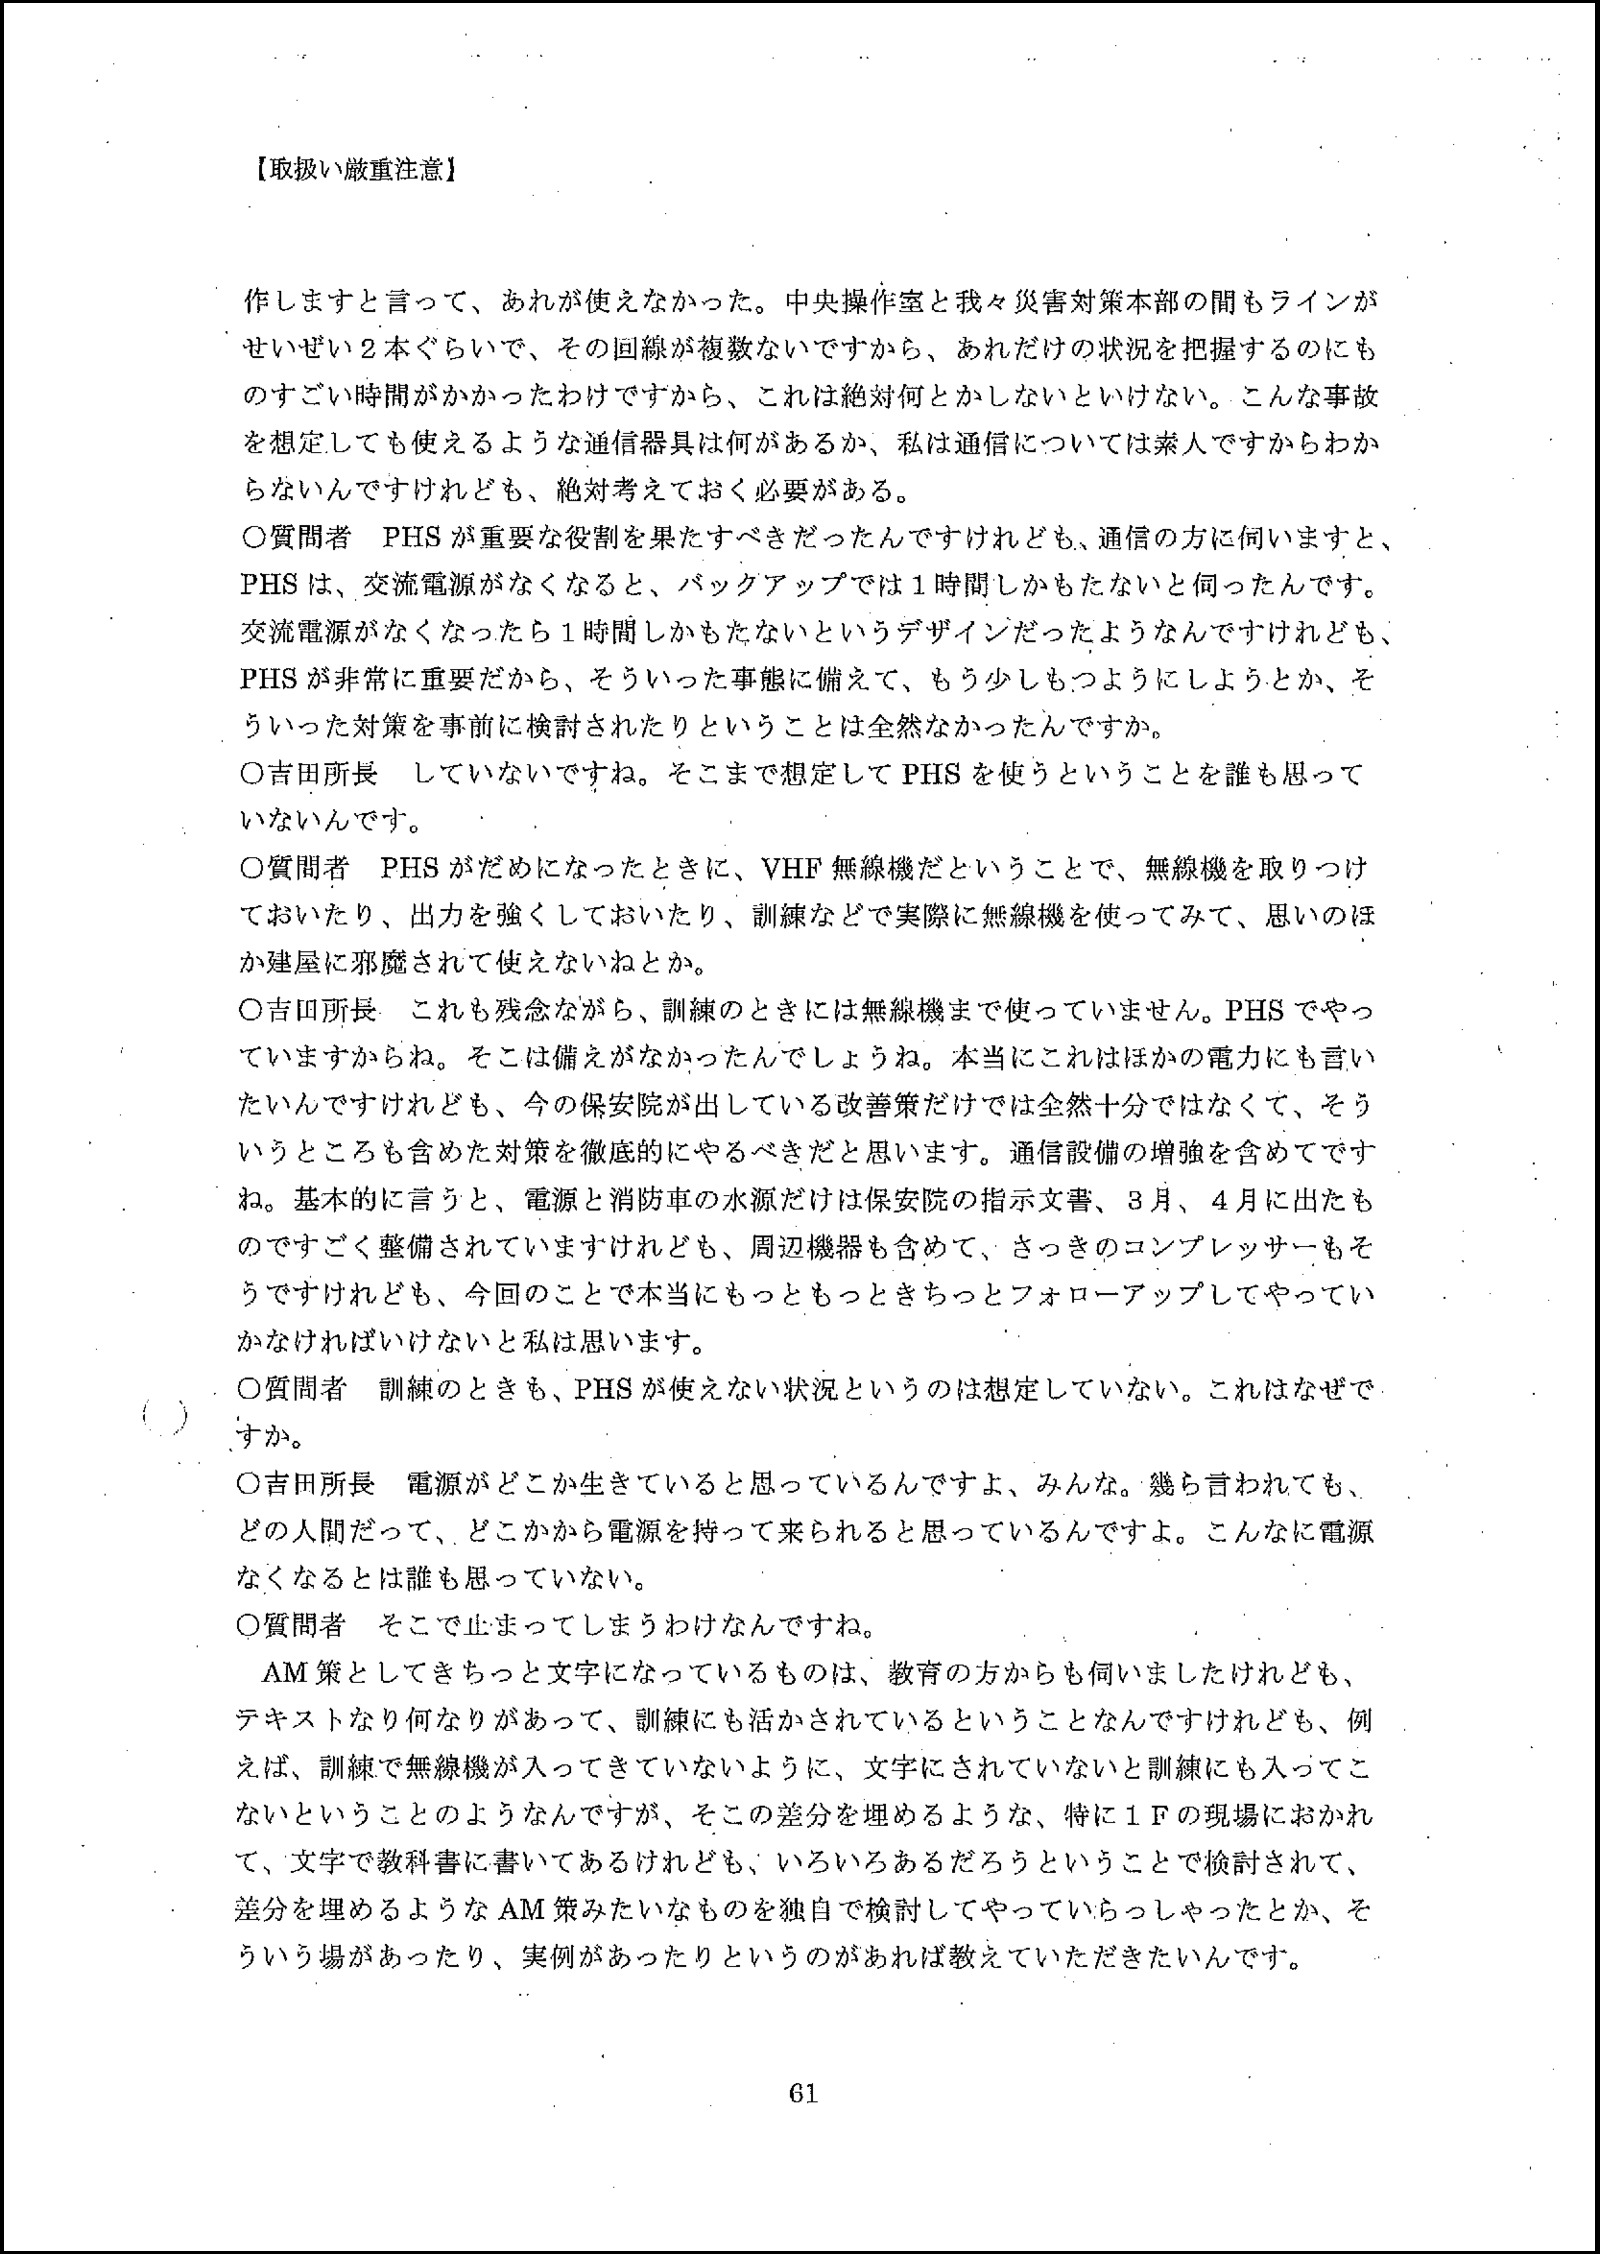 【取扱い厳重注意】
作しますと言って、あれが使えなかった。中央操作室と我々災害対策本部の間もラインが
せいぜい２本ぐらいで、その回線が複数ないですから、あれだけの状況を把握するのにも
のすごい時間がかかったわけですから、これは絶対何とかしないといけない。こんな事故
を想定しても使えるような通信器具は何があるか、私は通信については素人ですからわか
らないんですけれども、絶対考えておく必要がある。
○質問者　PHS が重要な役割を果たすべきだったんですけれども、通信の方に伺いますと、
PHS は、交流電源がなくなると、バックアップでは１時間しかもたないと伺ったんです。
交流電源がなくなったら１時間しかもたないというデザインだったようなんですけれども、
PHS が非常に重要だから、そういった事態に備えて、もう少しもつようにしようとか、そ
ういった対策を事前に検討されたりということは全然なかったんですか。
○吉田所長　していないですね。そこまで想定して PHS を使うということを誰も思って
いないんです。
○質問者　PHS がだめになったときに、VHF 無線機だということで、無線機を取りつけ
ておいたり、出力を強くしておいたり、訓練などで実際に無線機を使ってみて、思いのほ
か建屋に邪魔されて使えないねとか。
○吉田所長　これも残念ながら、訓練のときには無線機まで使っていません。PHS でやっ
ていますからね。そこは備えがなかったんでしょうね。本当にこれはほかの電力にも言い
たいんですけれども、今の保安院が出している改善策だけでは全然十分ではなくて、そう
いうところも含めた対策を徹底的にやるべきだと思います。通信設備の増強を含めてです
ね。基本的に言うと、電源と消防車の水源だけは保安院の指示文書、３月、４月に出たも
のですごく整備されていますけれども、周辺機器も含めて、さっきのコンプレッサーもそ
うですけれども、今回のことで本当にもっともっときちっとフォローアップしてやってい
かなければいけないと私は思います。
○質問者　訓練のときも、PHS が使えない状況というのは想定していない。これはなぜで
すか。
○吉田所長　電源がどこか生きていると思っているんですよ、みんな。幾ら言われても、
どの人間だって、どこかから電源を持って来られると思っているんですよ。こんなに電源
なくなるとは誰も思っていない。
○質問者　そこで止まってしまうわけなんですね。
　AM 策としてきちっと文字になっているものは、教育の方からも伺いましたけれども、
テキストなり何なりがあって、訓練にも活かされているということなんですけれども、例
えば、訓練で無線機が入ってきていないように、文字にされていないと訓練にも入ってこ
ないということのようなんですが、そこの差分を埋めるような、特に１Ｆの現場におかれ
て、文字で教科書に書いてあるけれども、いろいろあるだろうということで検討されて、
差分を埋めるような AM 策みたいなものを独自で検討してやっていらっしゃったとか、そ
ういう場があったり、実例があったりというのがあれば教えていただきたいんです。
61